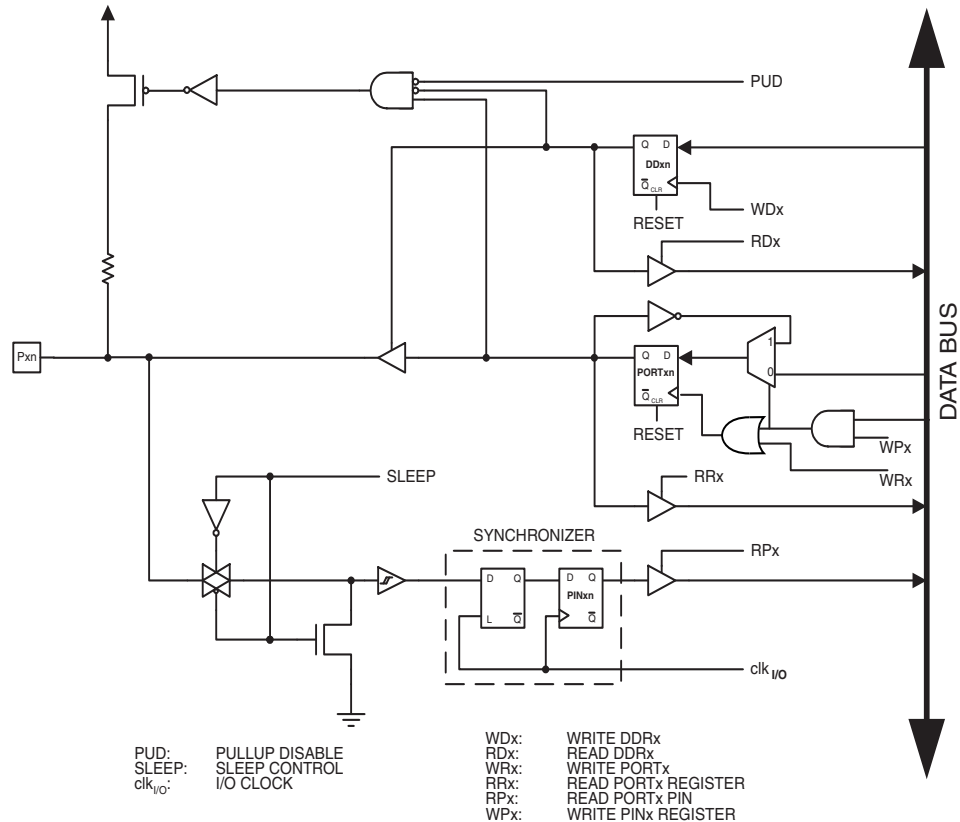 PUD
Q D
DDxn
Q CLR
WDx
RESET
RDx
Pxn
1
Q D
PORTxn
0
Q CLR
RESET
WPx
WRx
DATA BUS
SLEEP
RRx
SYNCHRONIZER
RPx
D Q
L Q
D Q
PINxn
Q
clk I/O
PUD: PULLUP DISABLE
SLEEP: SLEEP CONTROL
clkI/O: I/O CLOCK
WDx: WRITE DDRx
RDx: READ DDRx
WRx: WRITE PORTx
RRx: READ PORTx REGISTER
RPx: READ PORTx PIN
WPx: WRITE PINx REGISTER